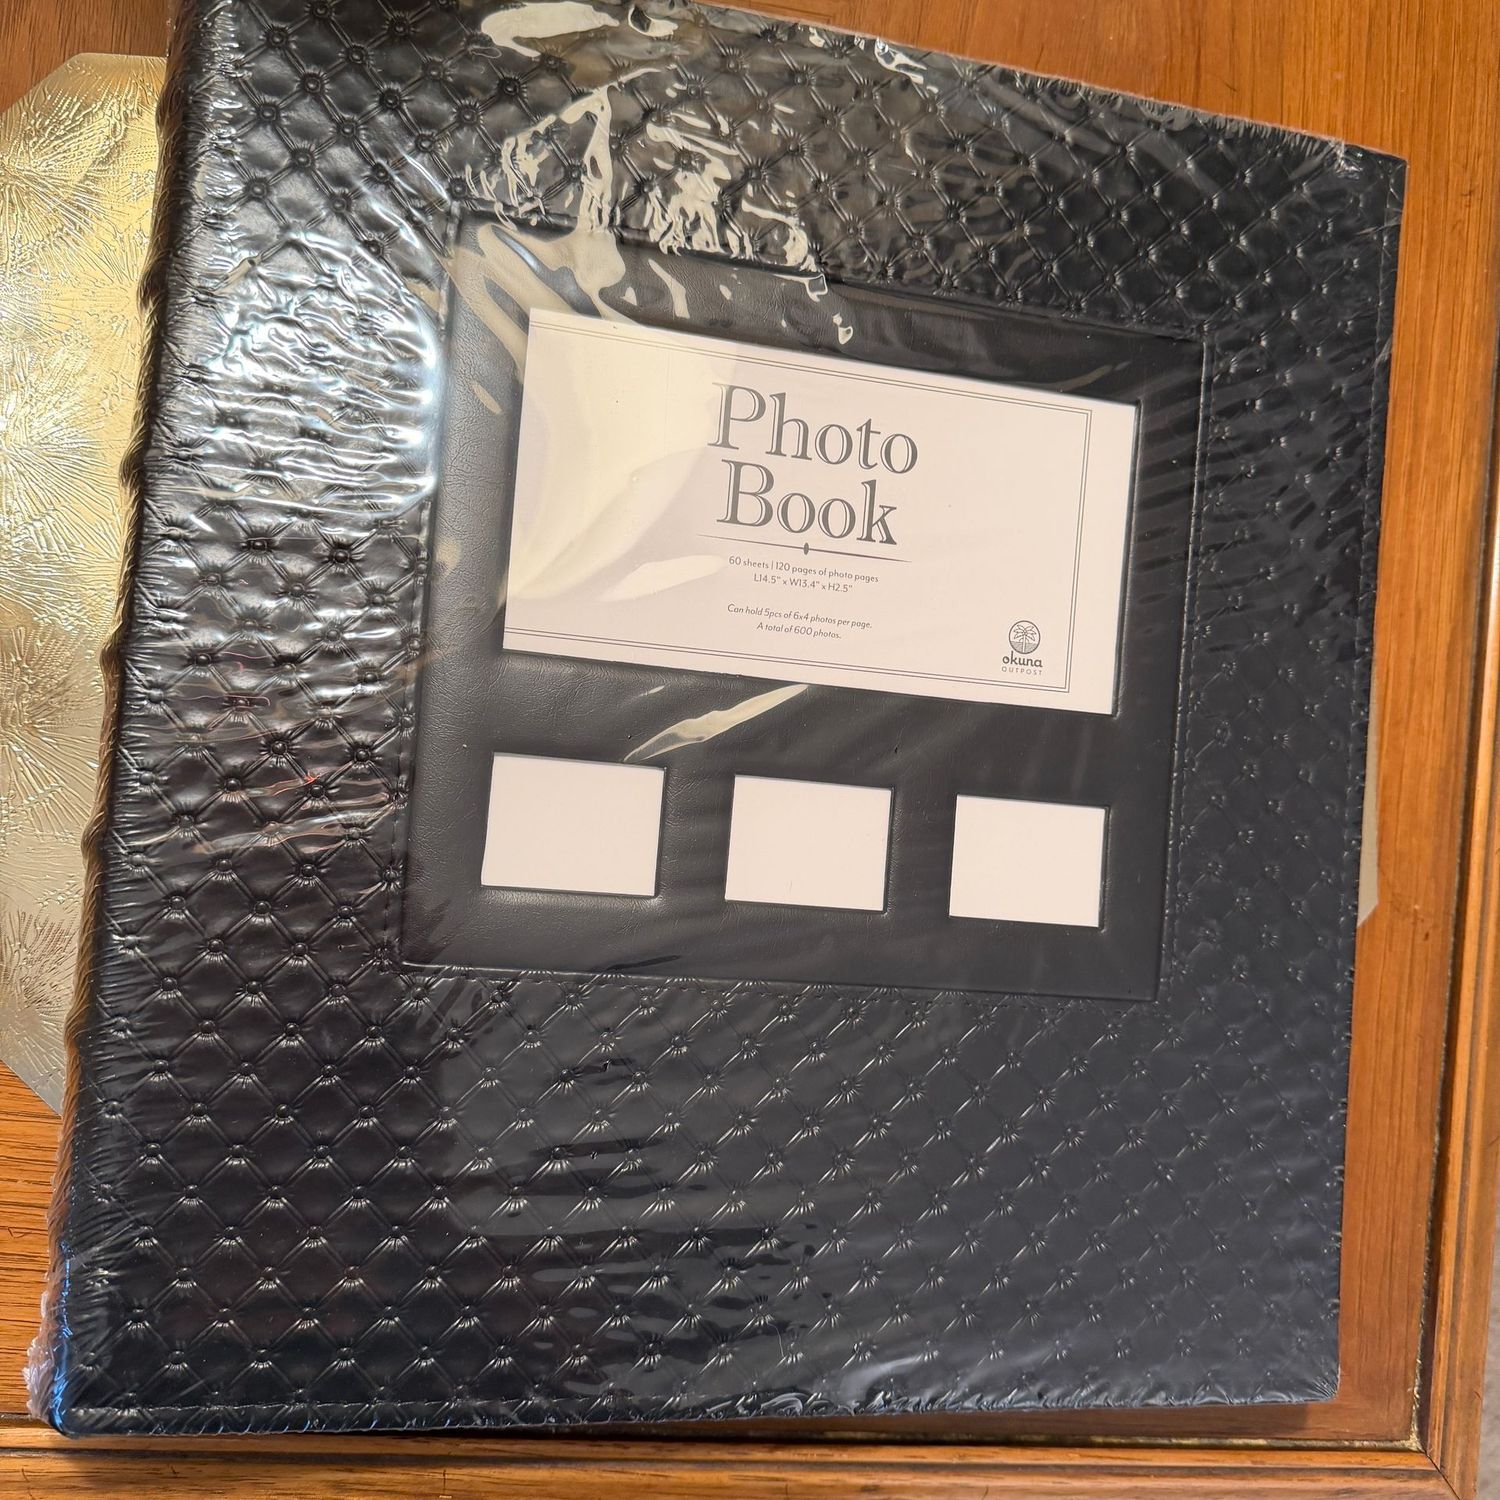 Photo
Book
60 sheets | 120 pages of photo pages
L14.5" x W13.4" x H2.5"
Can hold 5pcs of 6x4 photos per page.
A total of 600 photos.
okuna
OUTPOST